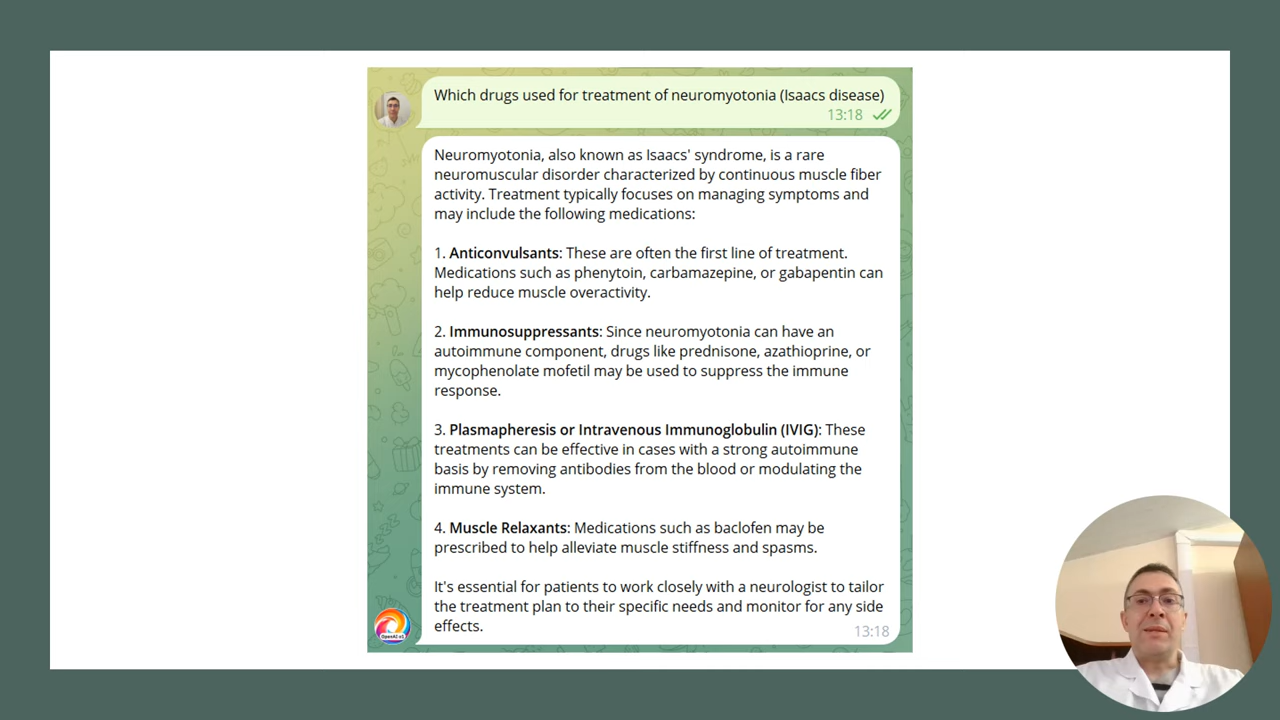 Which drugs used for treatment of neuromyotonia (Isaacs disease)
13:18
Neuromyotonia, also known as Isaacs' syndrome, is a rare
neuromuscular disorder characterized by continuous muscle fiber
activity. Treatment typically focuses on managing symptoms and
may include the following medications:
1. Anticonvulsants: These are often the first line of treatment.
Medications such as phenytoin, carbamazepine, or gabapentin can
help reduce muscle overactivity.
2. Immunosuppressants: Since neuromyotonia can have an
autoimmune component, drugs like prednisone, azathioprine, or
mycophenolate mofetil may be used to suppress the immune
response.
3. Plasmapheresis or Intravenous Immunoglobulin (IVIG): These
treatments can be effective in cases with a strong autoimmune
basis by removing antibodies from the blood or modulating the
immune system.
4. Muscle Relaxants: Medications such as baclofen may be
prescribed to help alleviate muscle stiffness and spasms.
It's essential for patients to work closely with a neurologist to tailor
the treatment plan to their specific needs and monitor for any side
effects.
13:18
OpenAI o1